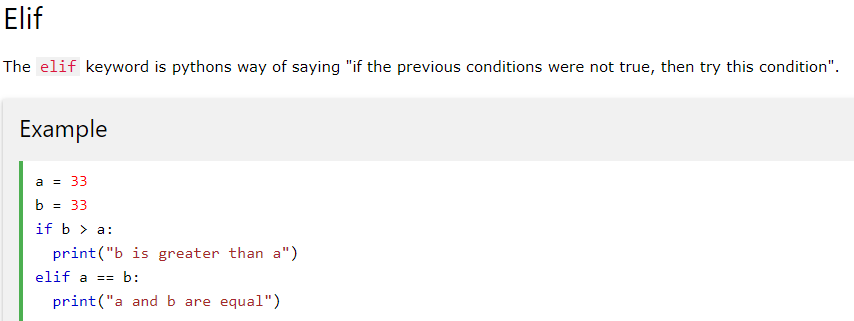 Elif
The elif keyword is pythons way of saying "if the previous conditions were not true, then try this condition".
Example
a = 33
b = 33
if b > a:
  print("b is greater than a")
elif a == b:
  print("a and b are equal")